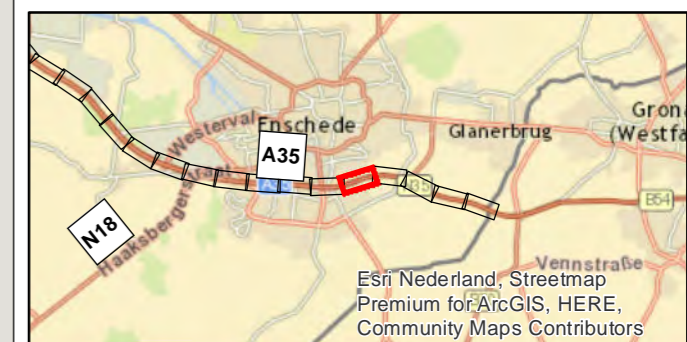 Gron
Enschede
Glanerbrug
(Westfa
Westerval
A35
N35
B54
Haaksbergerstraat
N18
Vennstraße
Esri Nederland, Streetmap
Premium for ArcGIS, HERE,
Community Maps Contributors